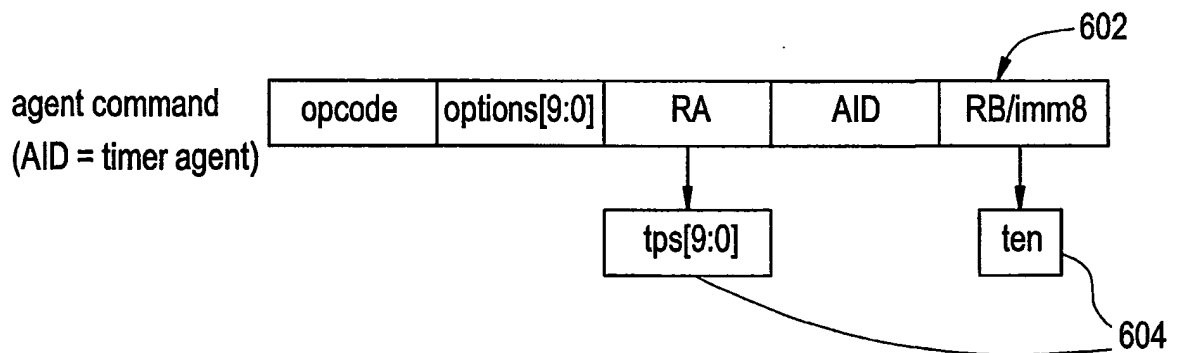 602
agent command
(AID = timer agent)
opcode options[9:0] RA AID RB/imm8
tps[9:0] ten
604